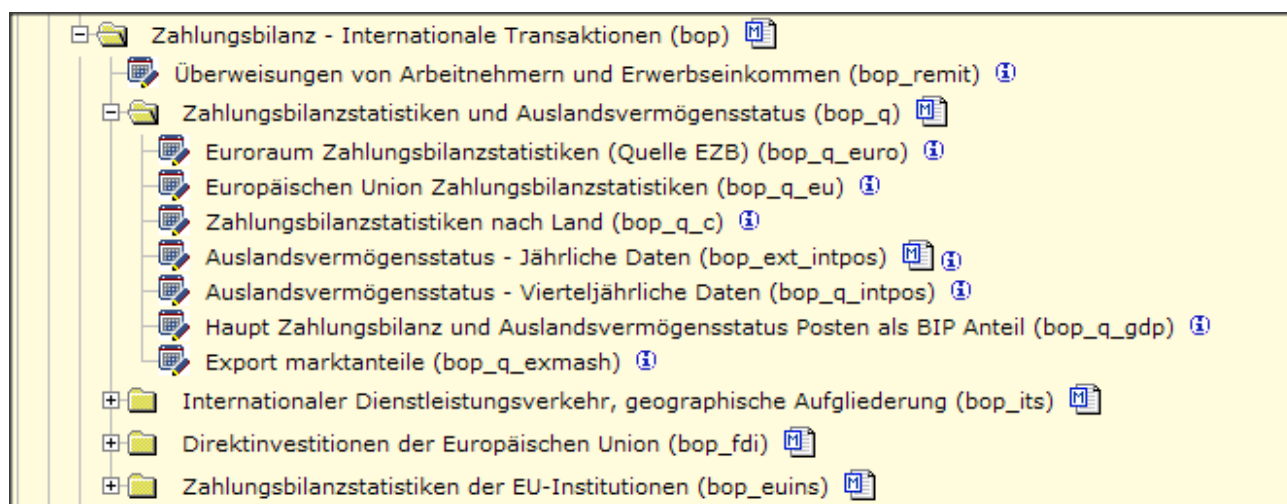 Zahlungsbilanz - Internationale Transaktionen (bop) M
Überweisungen von Arbeitnehmern und Erwerbseinkommen (bop_remit) i
Zahlungsbilanzstatistiken und Auslandsvermögensstatus (bop_q) M
Euroraum Zahlungsbilanzstatistiken (Quelle EZB) (bop_q_euro) i
Europäischen Union Zahlungsbilanzstatistiken (bop_q_eu) i
Zahlungsbilanzstatistiken nach Land (bop_q_c) i
Auslandsvermögensstatus - Jährliche Daten (bop_ext_intpos) M i
Auslandsvermögensstatus - Vierteljährliche Daten (bop_q_intpos) i
Haupt Zahlungsbilanz und Auslandsvermögensstatus Posten als BIP Anteil (bop_q_gdp) i
Export marktanteile (bop_q_exmash) i
Internationaler Dienstleistungsverkehr, geographische Aufgliederung (bop_its) M
Direktinvestitionen der Europäischen Union (bop_fdi) M
Zahlungsbilanzstatistiken der EU-Institutionen (bop_euins) M